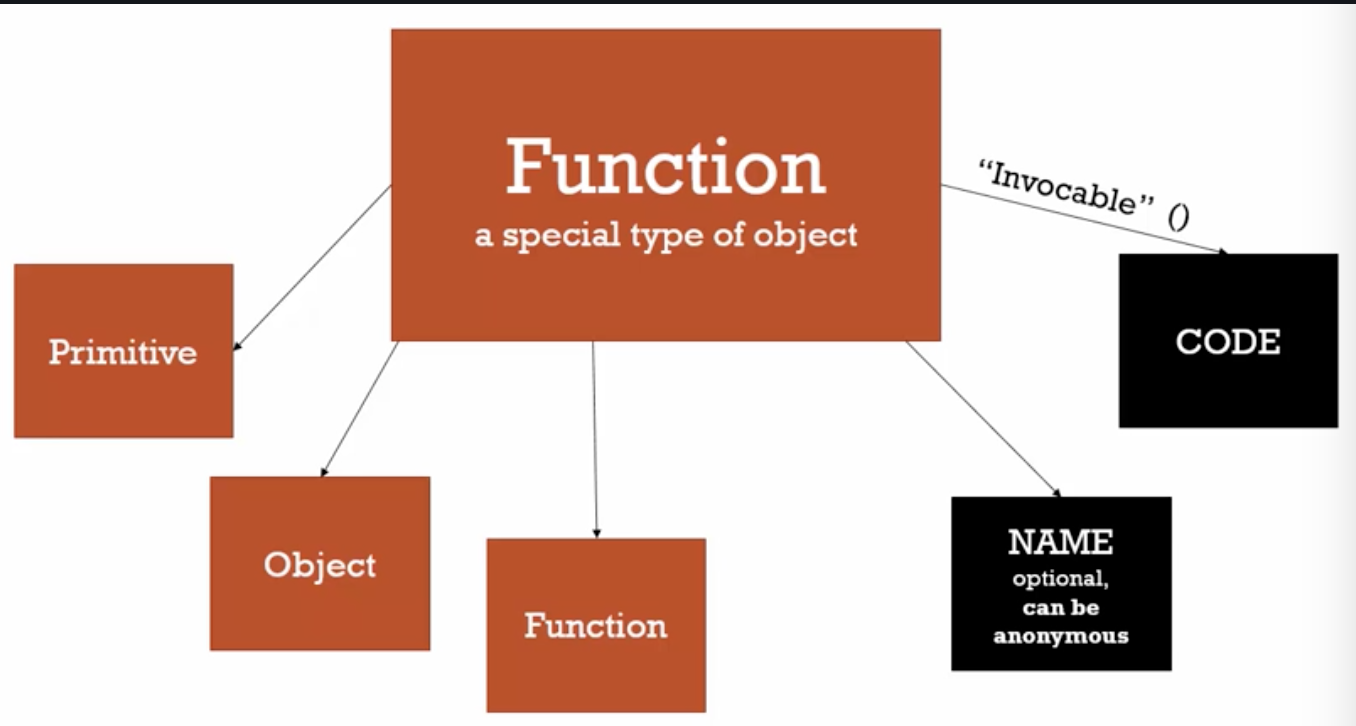 Function
a special type of object
“Invocable” ()
Primitive
CODE
Object
Function
NAME
optional,
can be
anonymous